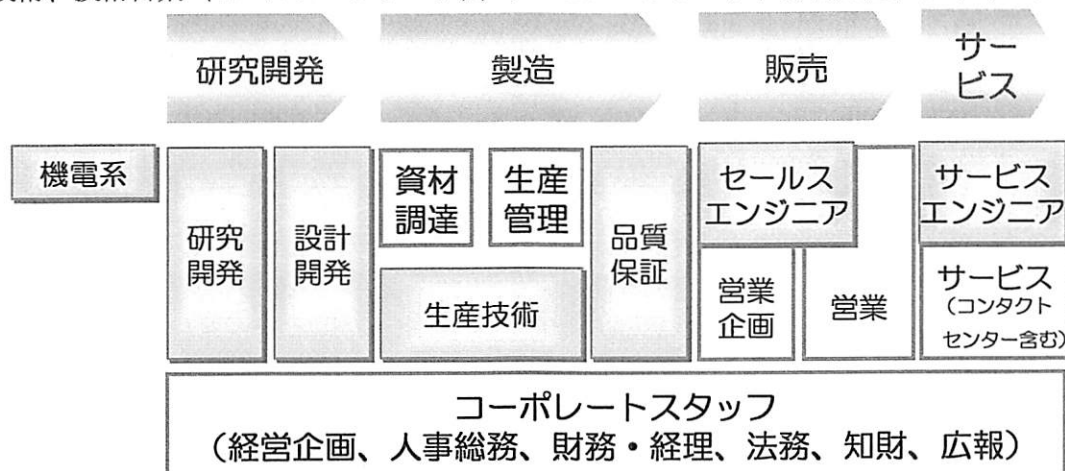 研究開発
製造
販売
サー
ビス
機電系
研究
開発
設計
開発
資材
調達
生産
管理
生産技術
品質
保証
セールス
エンジニア
営業
企画
営業
サービス
エンジニア
サービス
(コンタクト
センター含む)
コーポレートスタッフ
(経営企画、人事総務、財務・経理、法務、知財、広報)